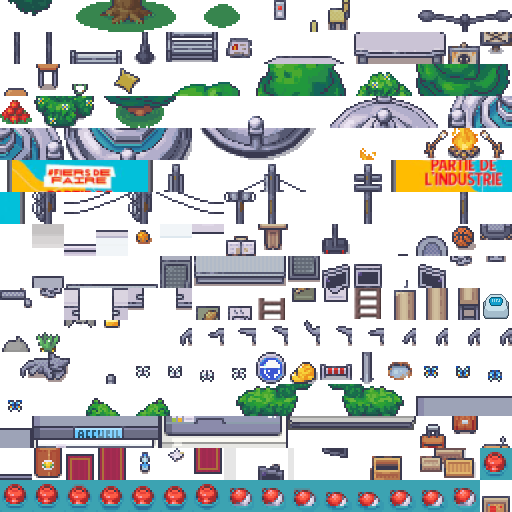 #FIERS DE
FAIRE
PARTIE DE
L'INDUSTRIE
ACCUEIL